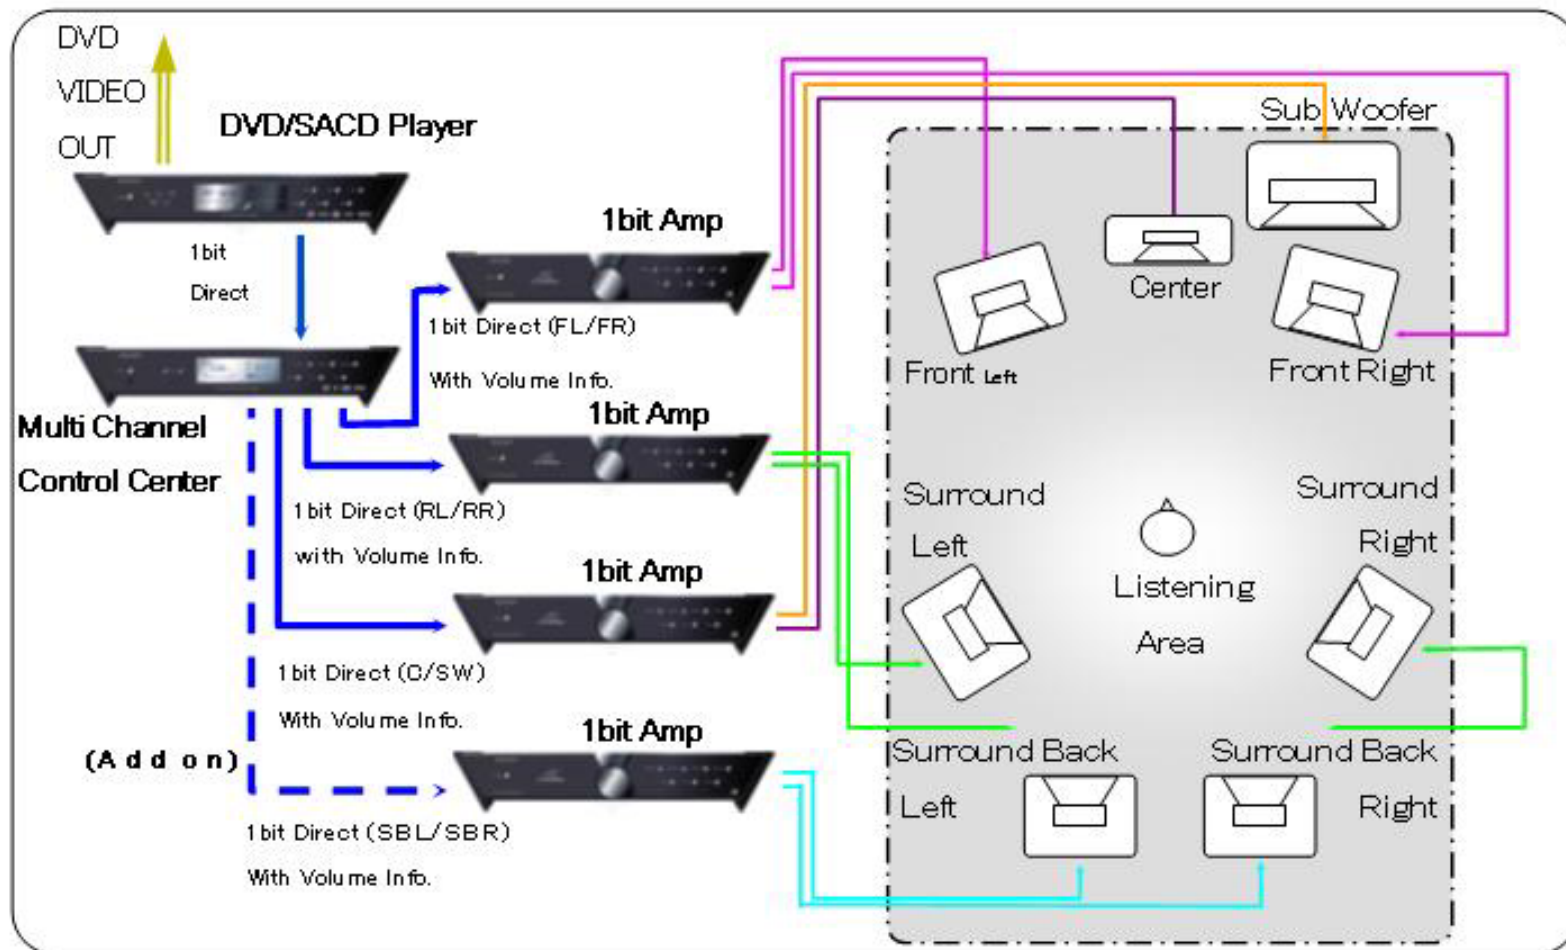 DVD
VIDEO
OUT
DVD/SACD Player
1bit
Direct
Multi Channel
Control Center
1bit Amp
1bit Direct (FL/FR)
With Volume Info.
1bit Amp
1bit Direct (RL/RR)
with Volume Info.
1bit Amp
1bit Direct (C/SW)
With Volume Info.
(Add on)
1bit Amp
1bit Direct (SBL/SBR)
With Volume Info.
Sub Woofer
Center
Front Left
Front Right
Surround
Left
Surround
Right
Listening
Area
Surround Back
Left
Surround Back
Right